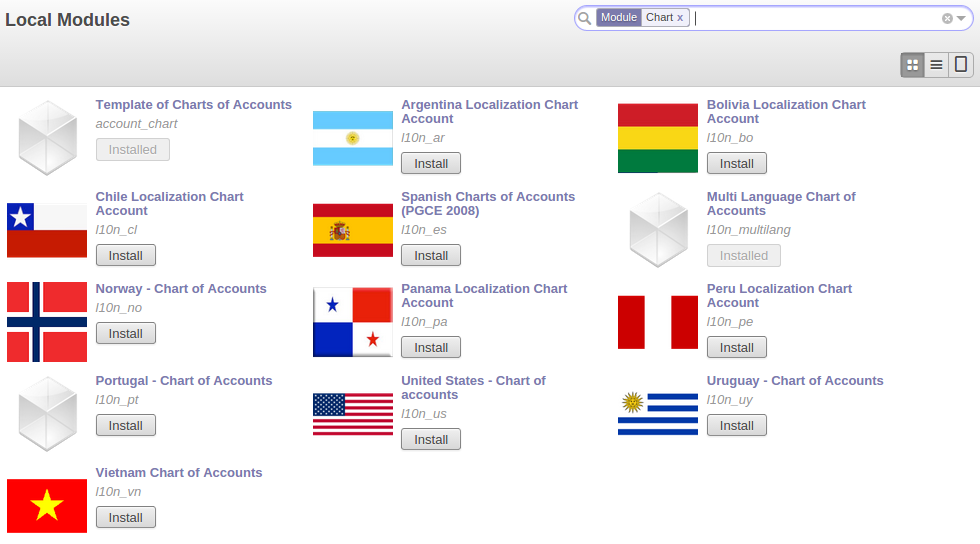 Local Modules
Module Chart x
Template of Charts of Accounts
account_chart
Installed
Argentina Localization Chart
Account
l10n_ar
Install
Bolivia Localization Chart
Account
l10n_bo
Install
Chile Localization Chart
Account
l10n_cl
Install
Spanish Charts of Accounts
(PGCE 2008)
l10n_es
Install
Multi Language Chart of
Accounts
l10n_multilang
Installed
Norway - Chart of Accounts
l10n_no
Install
Panama Localization Chart
Account
l10n_pa
Install
Peru Localization Chart
Account
l10n_pe
Install
Portugal - Chart of Accounts
l10n_pt
Install
United States - Chart of
accounts
l10n_us
Install
Uruguay - Chart of Accounts
l10n_uy
Install
Vietnam Chart of Accounts
l10n_vn
Install